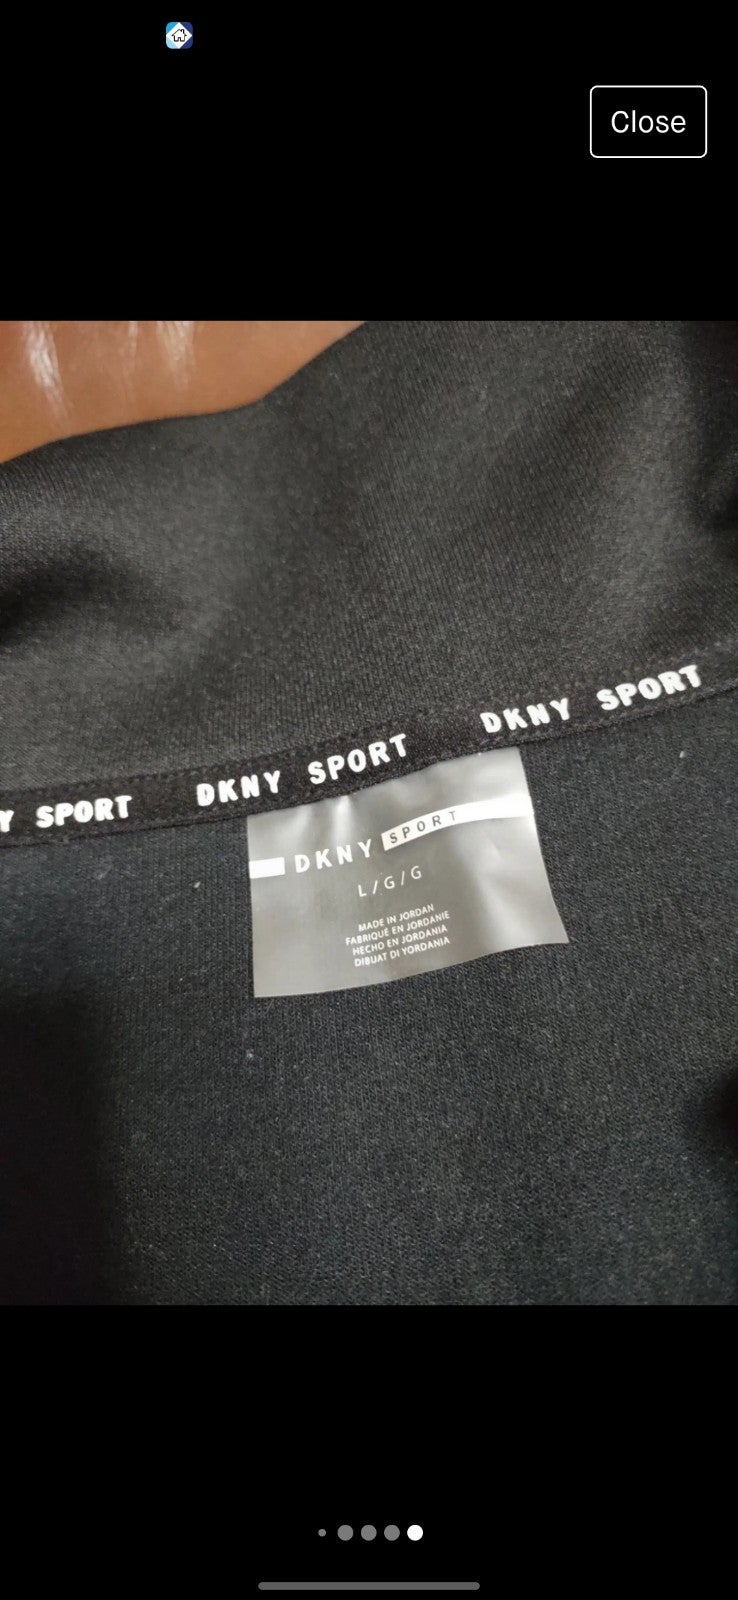 Close
Y SPORT DKNY SPORT DKNY SPORT
DKNY SPORT
L/G/G
MADE IN JORDAN
FABRIQUÉ EN JORDANIE
HECHO EN JORDANIA
DIBUAT DI YORDANIA